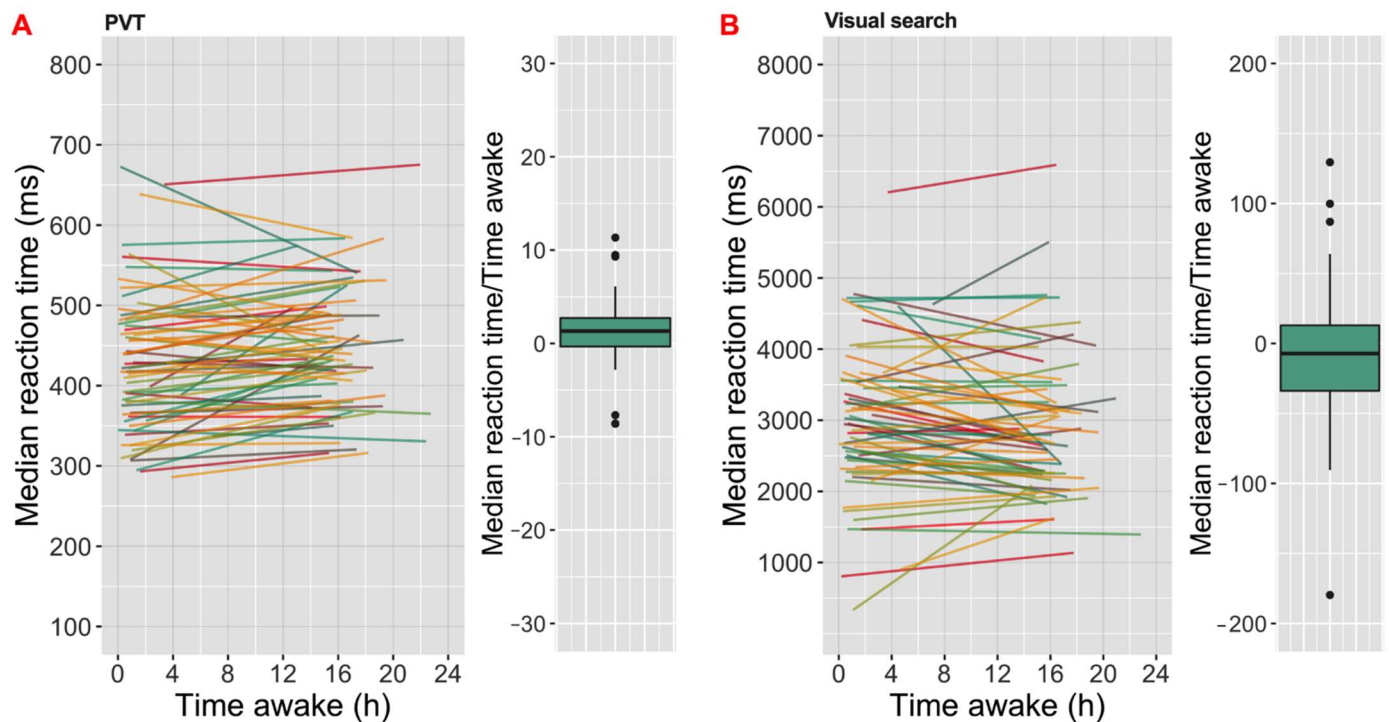 A
PVT
Median reaction time (ms)
800
700
600
500
400
300
200
100
0 4 8 12 16 20 24
Time awake (h)
Median reaction time/Time awake
30
20
10
0
−10
−20
−30
B
Visual search
Median reaction time (ms)
8000
7000
6000
5000
4000
3000
2000
1000
0 4 8 12 16 20 24
Time awake (h)
Median reaction time/Time awake
200
100
0
−100
−200